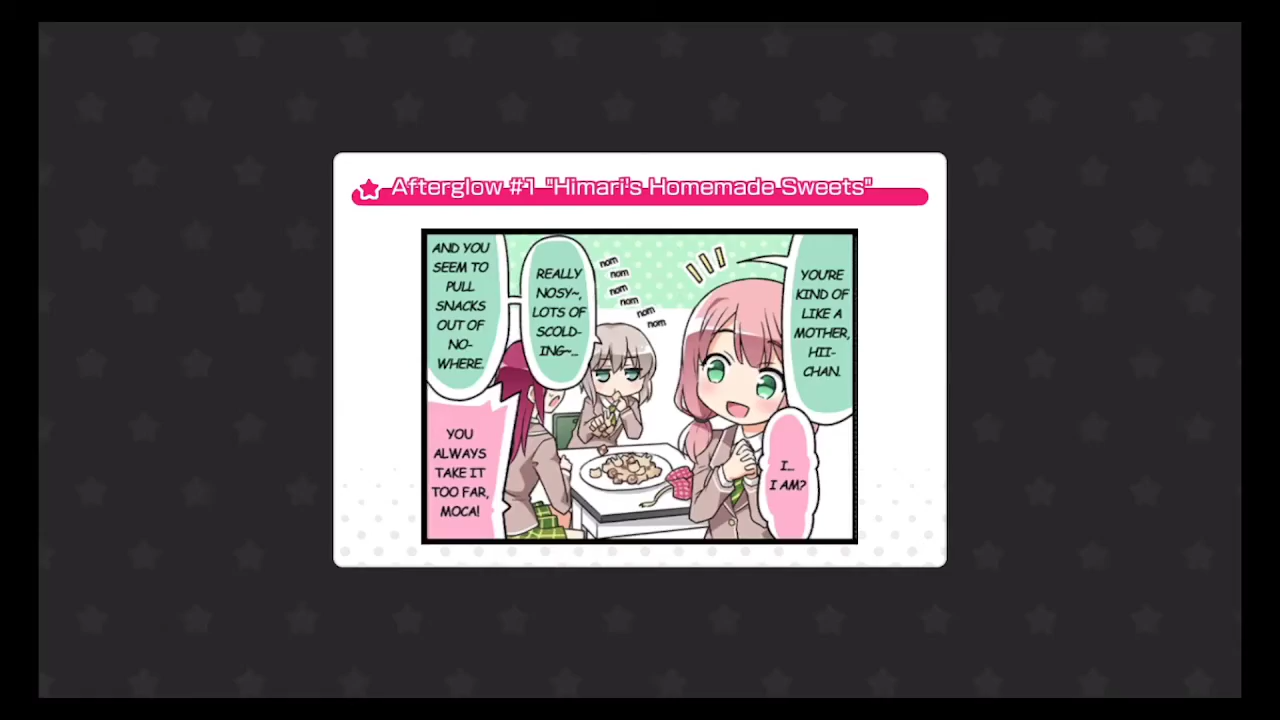 Afterglow #1 "Himari's Homemade Sweets"
YOU'RE
KIND OF
LIKE A
MOTHER,
HII-
CHAN.
I...
I AM?
nom
nom
nom
nom
nom
nom
REALLY
NOSY~,
LOTS OF
SCOLD-
ING~...
AND YOU
SEEM TO
PULL
SNACKS
OUT OF
NO-
WHERE.
YOU
ALWAYS
TAKE IT
TOO FAR,
MOCA!